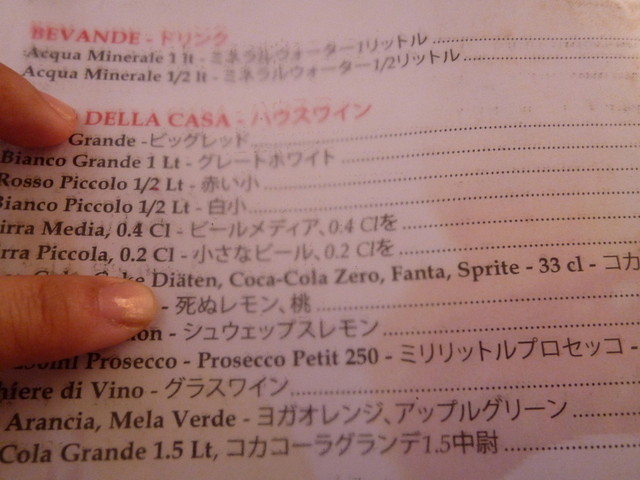 BEVANDE - ドリンク
Acqua Minerale 1 lt - ミネラルウォーター1リットル
Acqua Minerale 1/2 lt - ミネラルウォーター1/2リットル
DELLA CASA - ハウスワイン
Grande -ビッグレッド
Bianco Grande 1 Lt - グレートホワイト
Rosso Piccolo 1/2 Lt - 赤い小
Bianco Piccolo 1/2 Lt - 白小
irra Media, 0.4 Cl - ビールメディア、0.4 Clを
rra Piccola, 0.2 Cl - 小さなビール、0.2 Clを
Diäten, Coca-Cola Zero, Fanta, Sprite - 33 cl - コカ
- 死ぬレモン、桃
on - シュウェップスレモン
250ml Prosecco - Prosecco Petit 250 - ミリリットルプロセッコ -
hiere di Vino - グラスワイン
Arancia, Mela Verde - ヨガオレンジ、アップルグリーン
Cola Grande 1.5 Lt, コカコーラグランデ1.5中尉